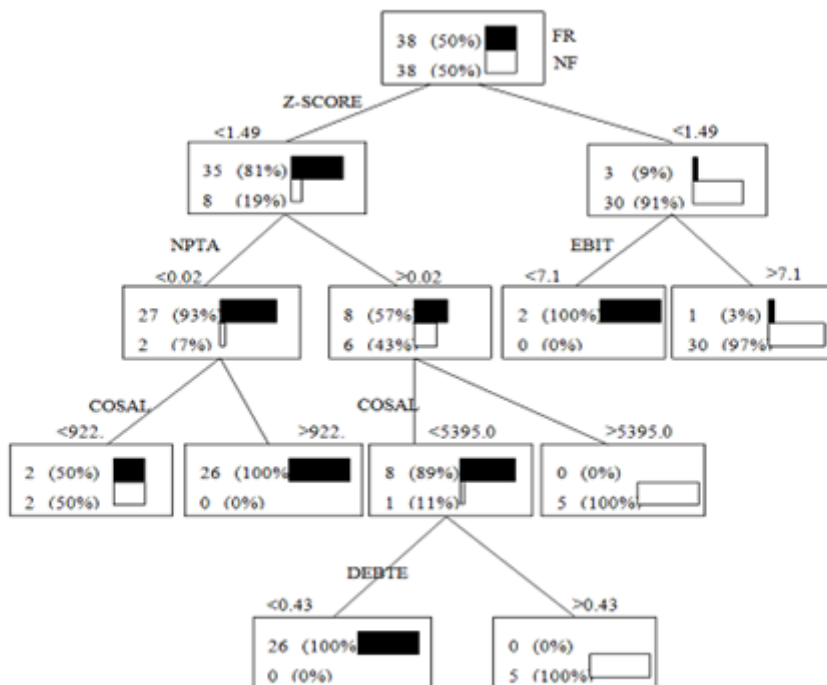 38 (50%) FR
38 (50%) NF
Z-SCORE
<1.49 <1.49
35 (81%) 3 (9%)
8 (19%) 30 (91%)
NPTA EBIT
<0.02 >0.02 <7.1 >7.1
27 (93%) 8 (57%) 2 (100%) 1 (3%)
2 (7%) 6 (43%) 0 (0%) 30 (97%)
COSAL COSAL
<922. >922. <5395.0 >5395.0
2 (50%) 26 (100% 8 (89%) 0 (0%)
2 (50%) 0 (0%) 1 (11%) 5 (100%)
DEBTE
<0.43 >0.43
26 (100% 0 (0%)
0 (0%) 5 (100%)